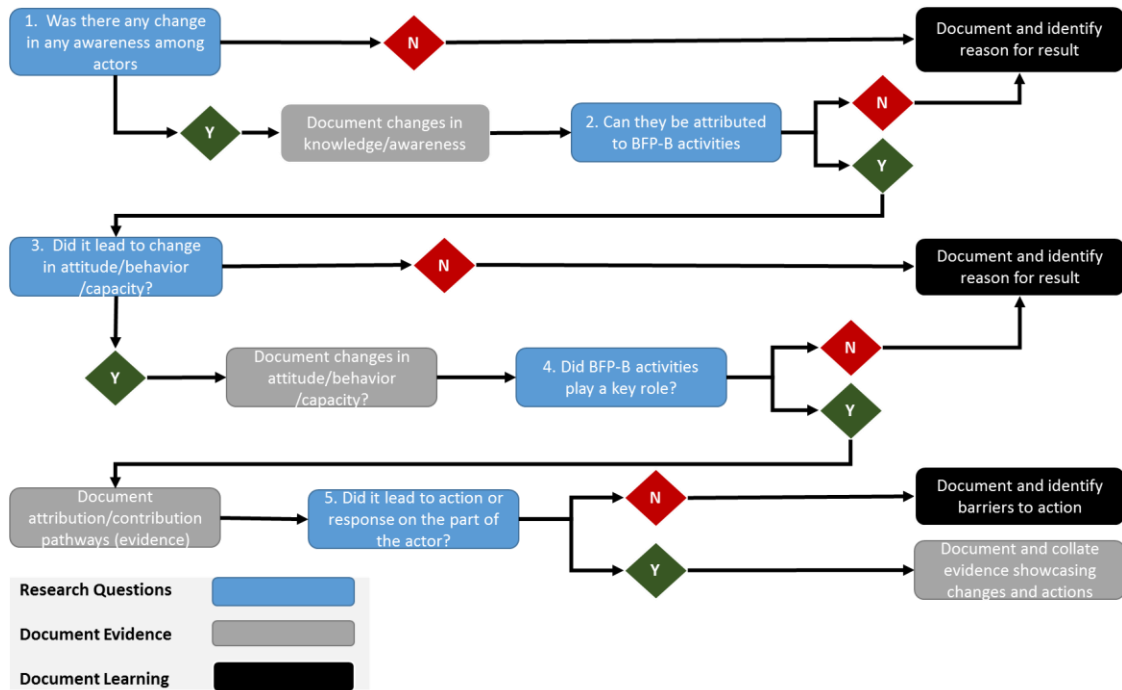 1. Was there any change
in any awareness among
actors
N
Document and identify
reason for result
Y
Document changes in
knowledge/awareness
2. Can they be attributed
to BFP-B activities
N
Y
3. Did it lead to change
in attitude/behavior
/capacity?
N
Document and identify
reason for result
Y
Document changes in
attitude/behavior
/capacity?
4. Did BFP-B activities
play a key role?
N
Y
Document
attribution/contribution
pathways (evidence)
5. Did it lead to action or
response on the part of
the actor?
N
Document and identify
barriers to action
Y
Document and collate
evidence showcasing
changes and actions
Research Questions
Document Evidence
Document Learning